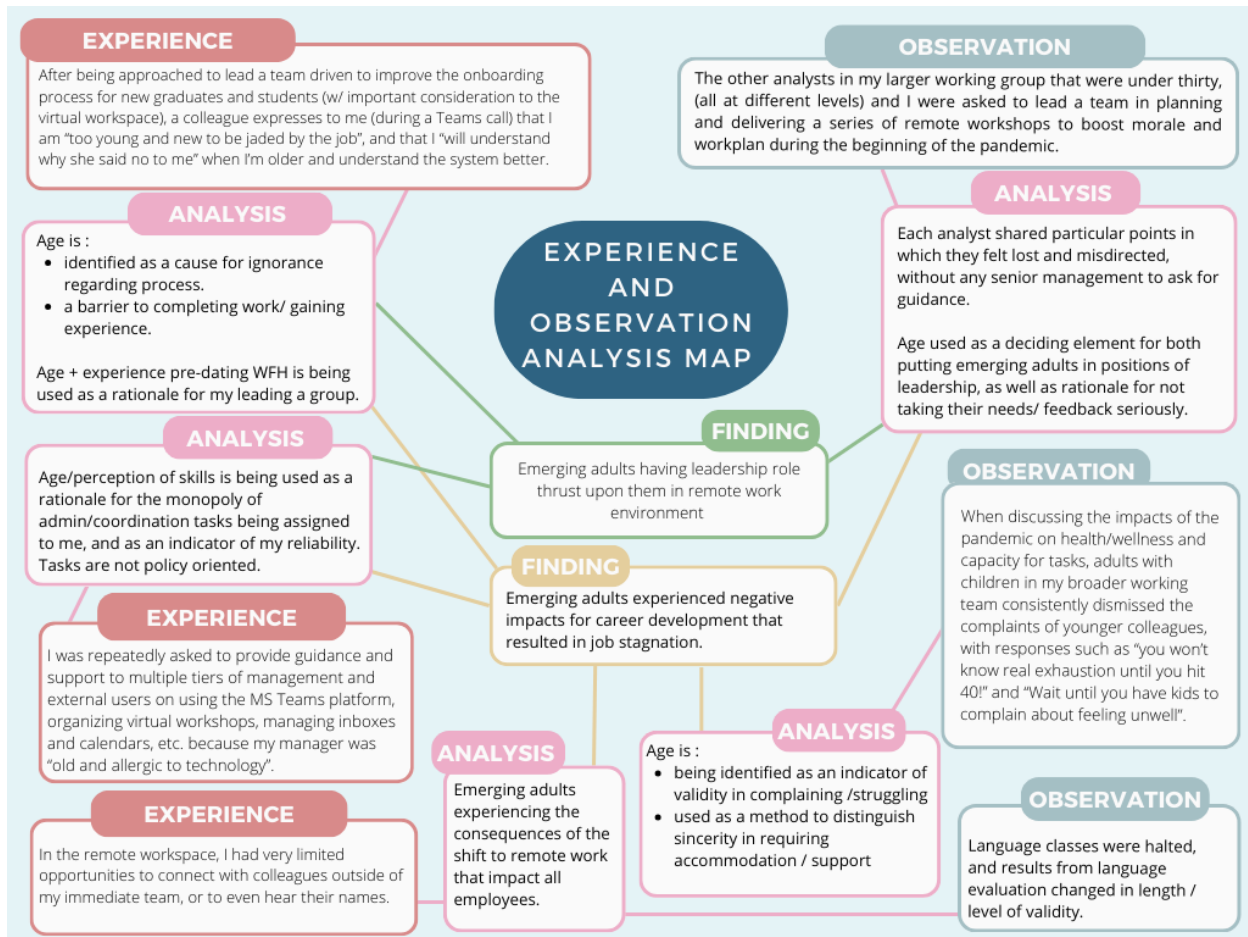 EXPERIENCE
After being approached to lead a team driven to improve the onboarding
process for new graduates and students (w/ important consideration to the
virtual workspace), a colleague expresses to me (during a Teams call) that I
am “too young and new to be jaded by the job”, and that I “will understand
why she said no to me” when I’m older and understand the system better.
OBSERVATION
The other analysts in my larger working group that were under thirty,
(all at different levels) and I were asked to lead a team in planning
and delivering a series of remote workshops to boost morale and
workplan during the beginning of the pandemic.
ANALYSIS
Age is :
• identified as a cause for ignorance
regarding process.
• a barrier to completing work/ gaining
experience.
Age + experience pre-dating WFH is being
used as a rationale for my leading a group.
EXPERIENCE
AND
OBSERVATION
ANALYSIS MAP
ANALYSIS
Each analyst shared particular points in
which they felt lost and misdirected,
without any senior management to ask for
guidance.
Age used as a deciding element for both
putting emerging adults in positions of
leadership, as well as rationale for not
taking their needs/ feedback seriously.
ANALYSIS
Age/perception of skills is being used as a
rationale for the monopoly of
admin/coordination tasks being assigned
to me, and as an indicator of my reliability.
Tasks are not policy oriented.
FINDING
Emerging adults having leadership role
thrust upon them in remote work
environment
FINDING
Emerging adults experienced negative
impacts for career development that
resulted in job stagnation.
OBSERVATION
When discussing the impacts of the
pandemic on health/wellness and
capacity for tasks, adults with
children in my broader working
team consistently dismissed the
complaints of younger colleagues,
with responses such as “you won’t
know real exhaustion until you hit
40!” and “Wait until you have kids to
complain about feeling unwell”.
EXPERIENCE
I was repeatedly asked to provide guidance and
support to multiple tiers of management and
external users on using the MS Teams platform,
organizing virtual workshops, managing inboxes
and calendars, etc. because my manager was
“old and allergic to technology”.
EXPERIENCE
In the remote workspace, I had very limited
opportunities to connect with colleagues outside of
my immediate team, or to even hear their names.
ANALYSIS
Emerging adults
experiencing the
consequences of the
shift to remote work
that impact all
employees.
ANALYSIS
Age is :
• being identified as an indicator of
validity in complaining /struggling
• used as a method to distinguish
sincerity in requiring
accommodation / support
OBSERVATION
Language classes were halted,
and results from language
evaluation changed in length /
level of validity.